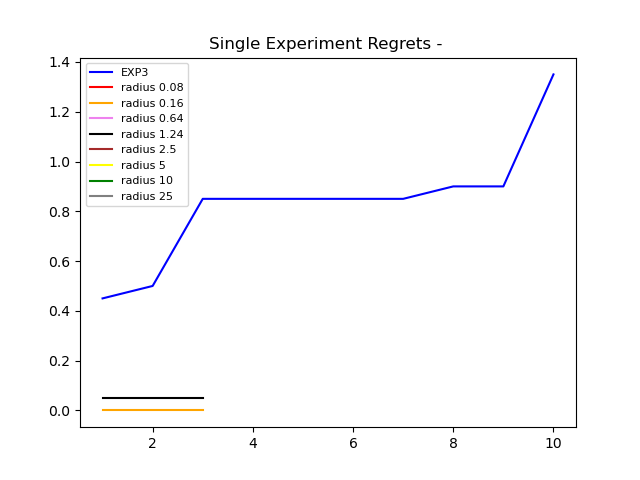 Single Experiment Regrets -
1.4
1.2
1.0
0.8
0.6
0.4
0.2
0.0
EXP3
radius 0.08
radius 0.16
radius 0.64
radius 1.24
radius 2.5
radius 5
radius 10
radius 25
2
4
6
8
10